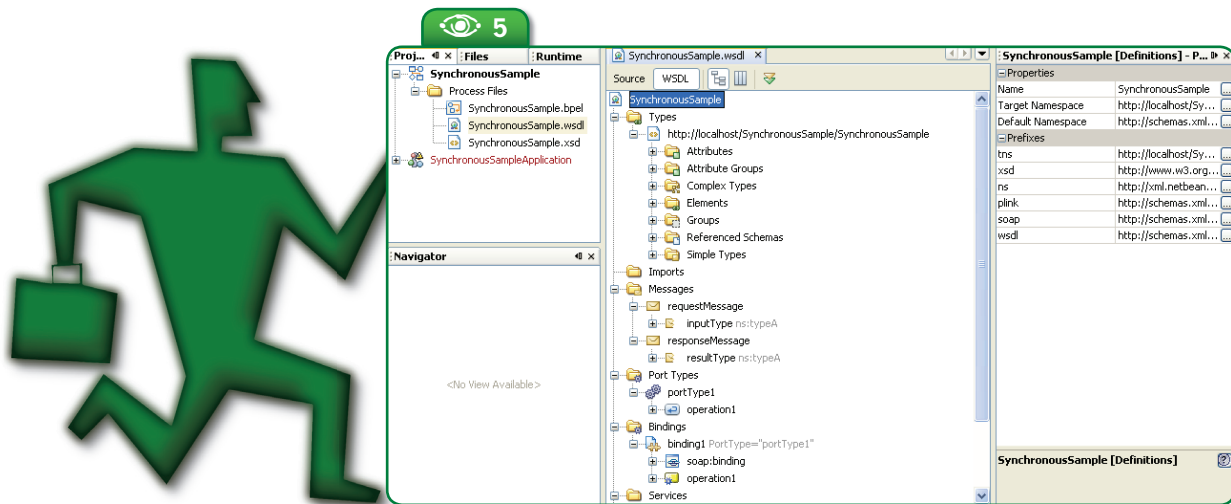 5
Proj...
Files
Runtime
SynchronousSample
Process Files
SynchronousSample.bpel
SynchronousSample.wsdl
SynchronousSample.xsd
SynchronousSampleApplication
Navigator
<No View Available>
SynchronousSample.wsdl
Source WSDL
SynchronousSample
Types
http://localhost/SynchronousSample/SynchronousSample
Attributes
Attribute Groups
Complex Types
Elements
Groups
Referenced Schemas
Simple Types
Imports
Messages
requestMessage
inputType ns:typeA
responseMessage
resultType ns:typeA
Port Types
portType1
operation1
Bindings
binding1 PortType="portType1"
soap:binding
operation1
Services
SynchronousSample [Definitions] - P...
Properties
Name SynchronousSample ...
Target Namespace http://localhost/Sy... ...
Default Namespace http://schemas.xml... ...
Prefixes
tns http://localhost/Sy... ...
xsd http://www.w3.org... ...
ns http://xml.netbean... ...
plink http://schemas.xml... ...
soap http://schemas.xml... ...
wsdl http://schemas.xml... ...
SynchronousSample [Definitions]